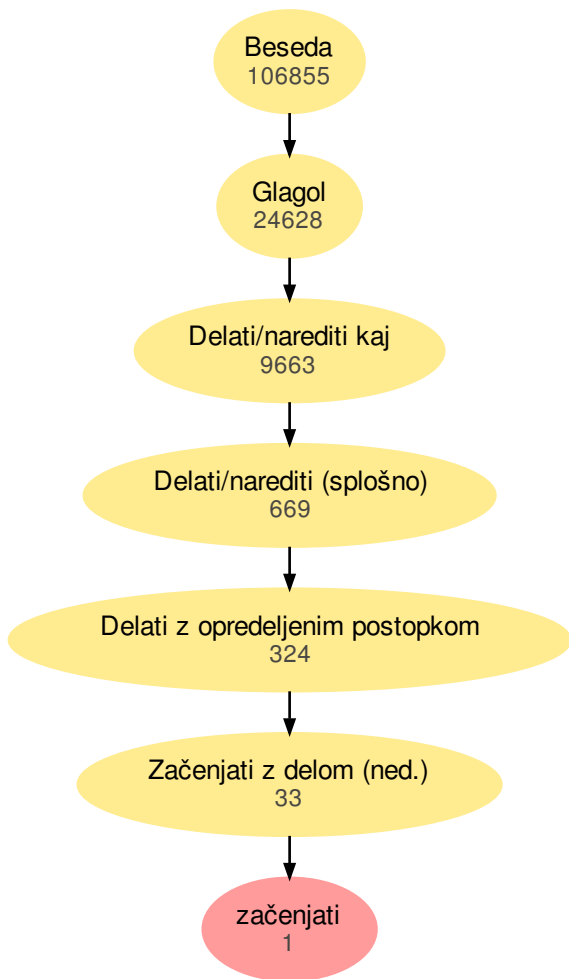 Beseda
106855
Glagol
24628
Delati/narediti kaj
9663
Delati/narediti (splošno)
669
Delati z opredeljenim postopkom
324
Začenjati z delom (ned.)
33
začenjati
1